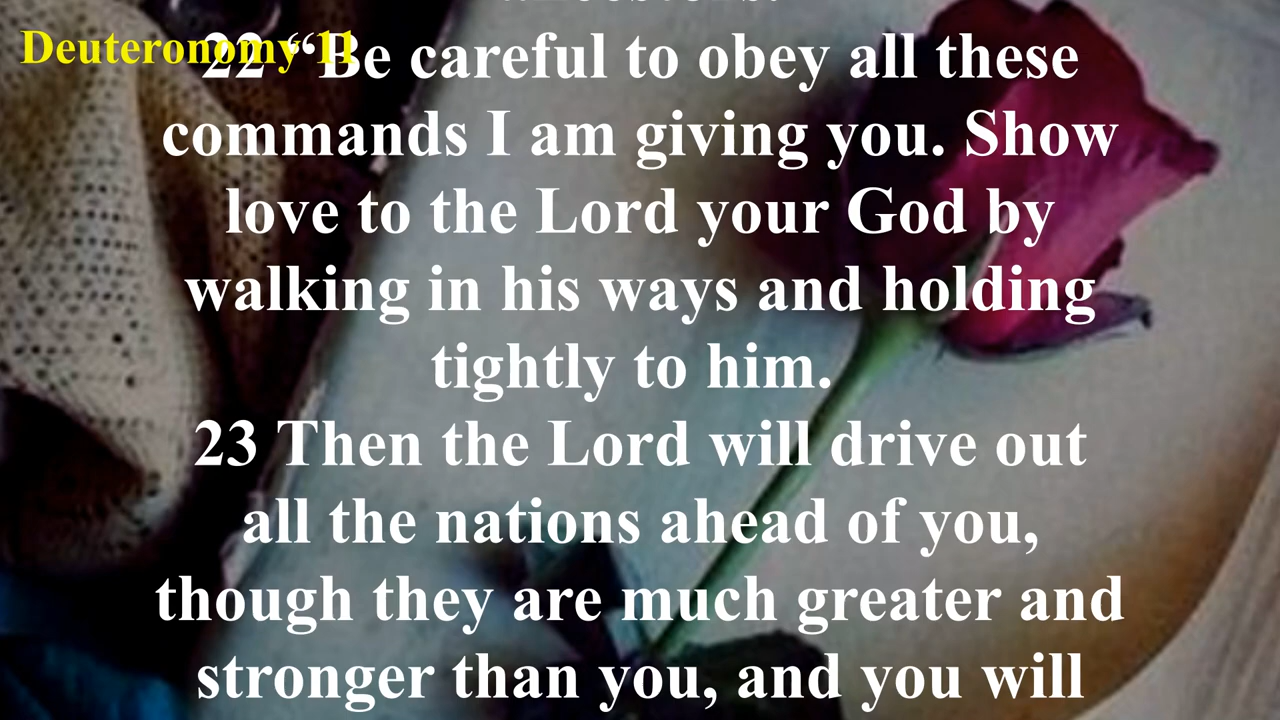 Deuteronomy 11
22 “Be careful to obey all these
commands I am giving you. Show
love to the Lord your God by
walking in his ways and holding
tightly to him.
23 Then the Lord will drive out
all the nations ahead of you,
though they are much greater and
stronger than you, and you will